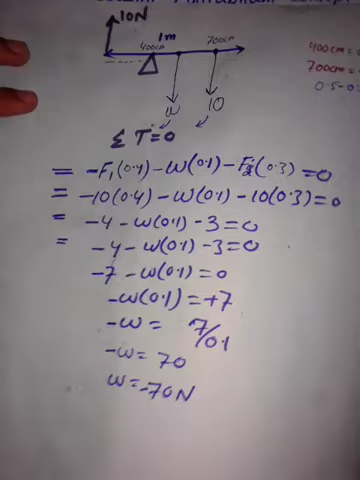 10N
1m
400cm 700cm
400cm =
700cm =
0.5-0.
w 10
Σ T=0
= -F₁(0.4) - w(0.1) - F₂(0.3) = 0
= -10(0.4) - w(0.1) - 10(0.3) = 0
= -4 - w(0.1) - 3 = 0
= -4 - w(0.1) - 3 = 0
-7 - w(0.1) = 0
-w(0.1) = +7
-w = 7/0.1
-w = 70
w = -70N